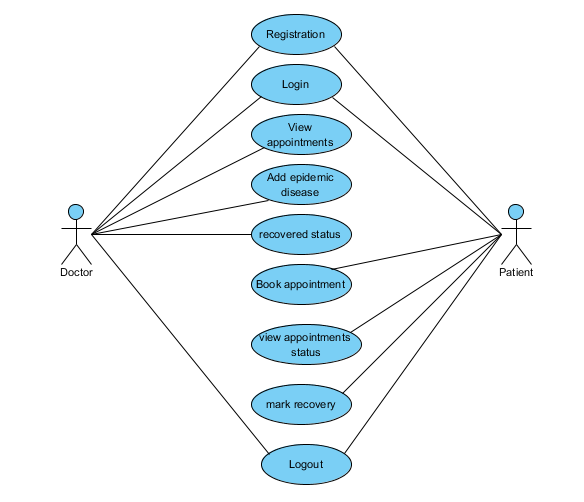 Registration
Login
View
appointments
Add epidemic
disease
recovered status
Doctor
Patient
Book appointment
view appointments
status
mark recovery
Logout